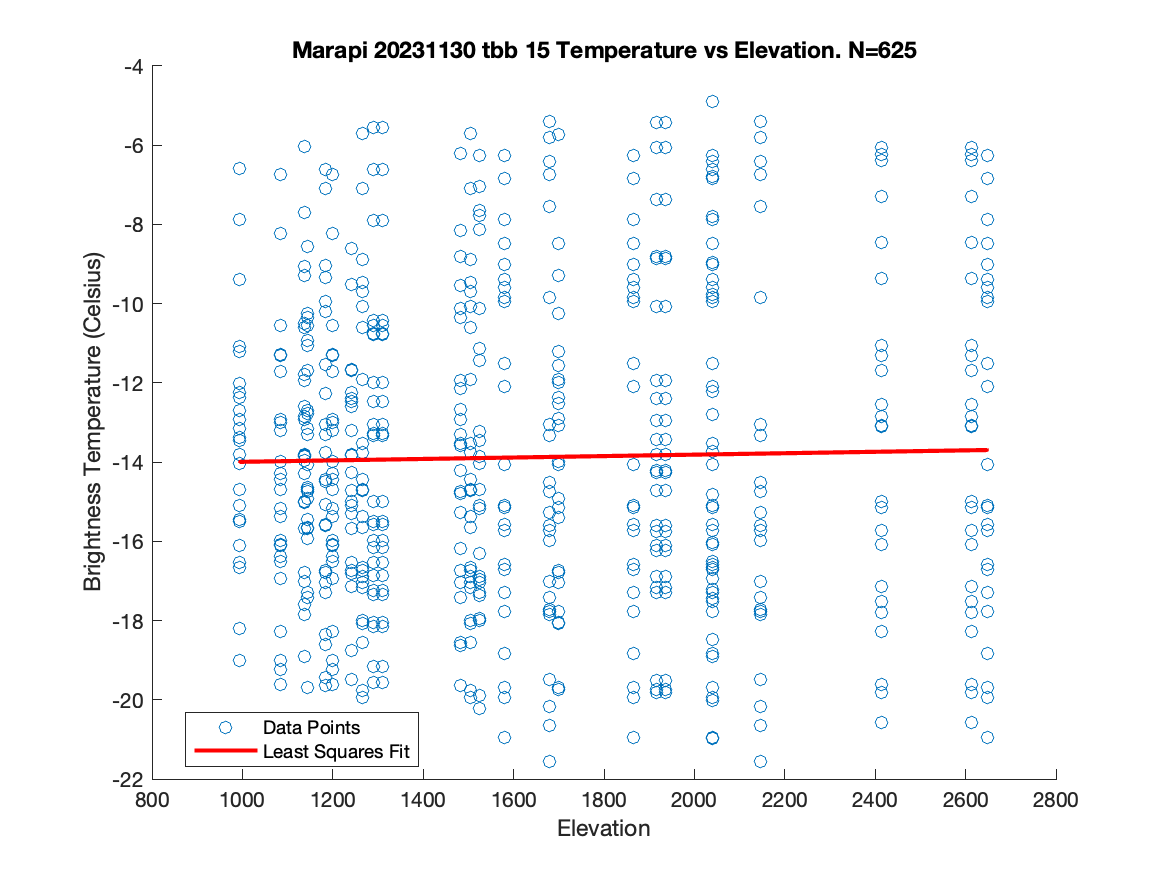 Marapi 20231130 tbb 15 Temperature vs Elevation. N=625
-4
-6
-8
-10
-12
-14
-16
-18
-20
-22
Brightness Temperature (Celsius)
Data Points
Least Squares Fit
800 1000 1200 1400 1600 1800 2000 2200 2400 2600 2800
Elevation